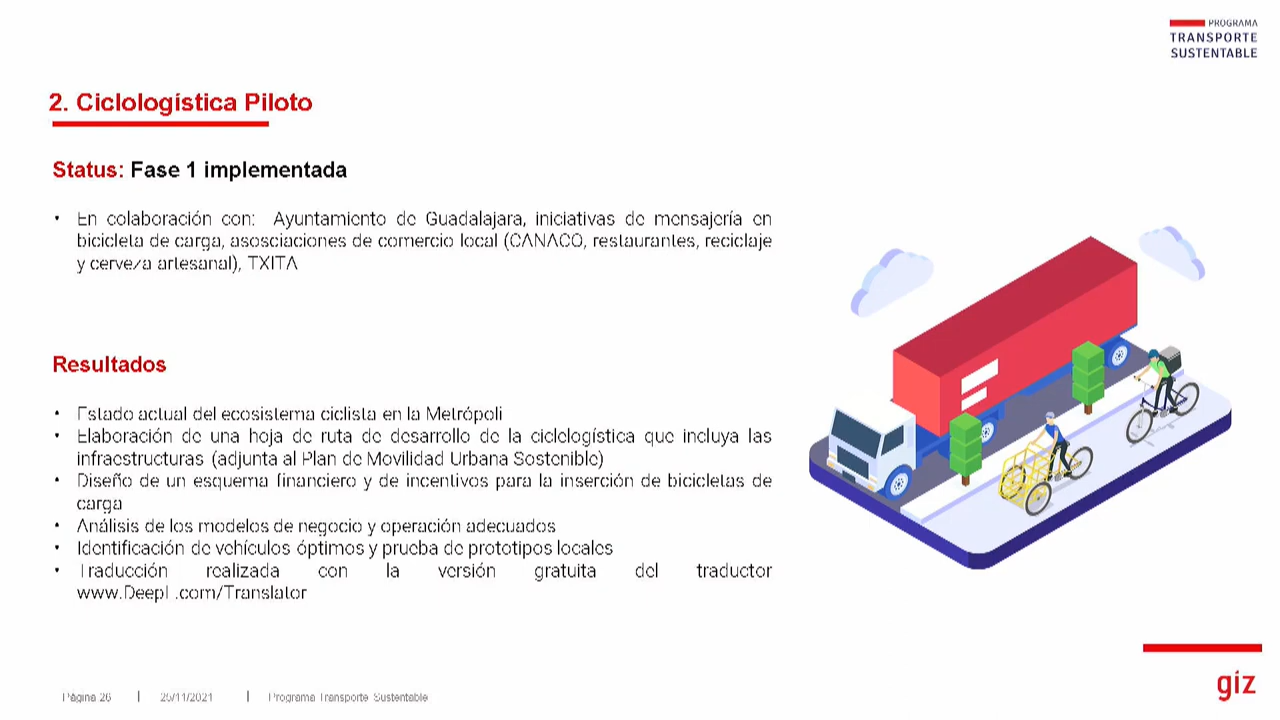 PROGRAMA
TRANSPORTE
SUSTENTABLE
2. Ciclologística Piloto
Status: Fase 1 implementada
• En colaboración con: Ayuntamiento de Guadalajara, iniciativas de mensajería en
bicicleta de carga, asosciaciones de comercio local (CANACO, restaurantes, reciclaje
y cerveza artesanal), TXITA
Resultados
• Estado actual del ecosistema ciclista en la Metrópoli
• Elaboración de una hoja de ruta de desarrollo de la ciclelogística que incluya las
infraestructuras (adjunta al Plan de Movilidad Urbana Sostenible)
• Diseño de un esquema financiero y de incentivos para la inserción de bicicletas de
carga
• Análisis de los modelos de negocio y operación adecuados
• Identificación de vehículos óptimos y prueba de prototipos locales
• Traducción realizada con la versión gratuita del traductor
www.DeepL.com/Translator
Página 26 | 25/11/2021 | Programa Transporte Sustentable
giz